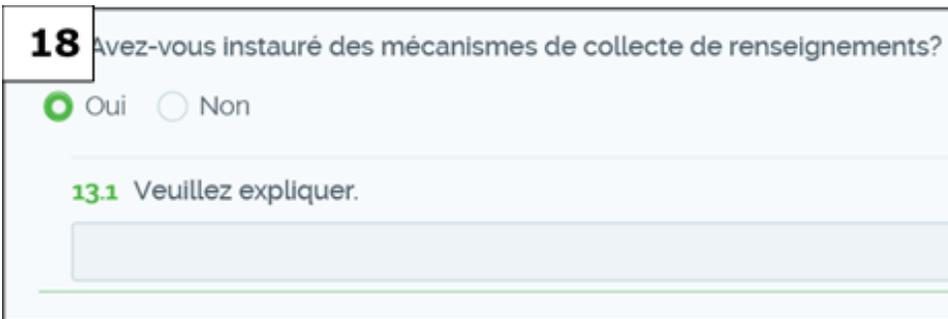 18 Avez-vous instauré des mécanismes de collecte de renseignements?
Oui Non
13.1 Veuillez expliquer.